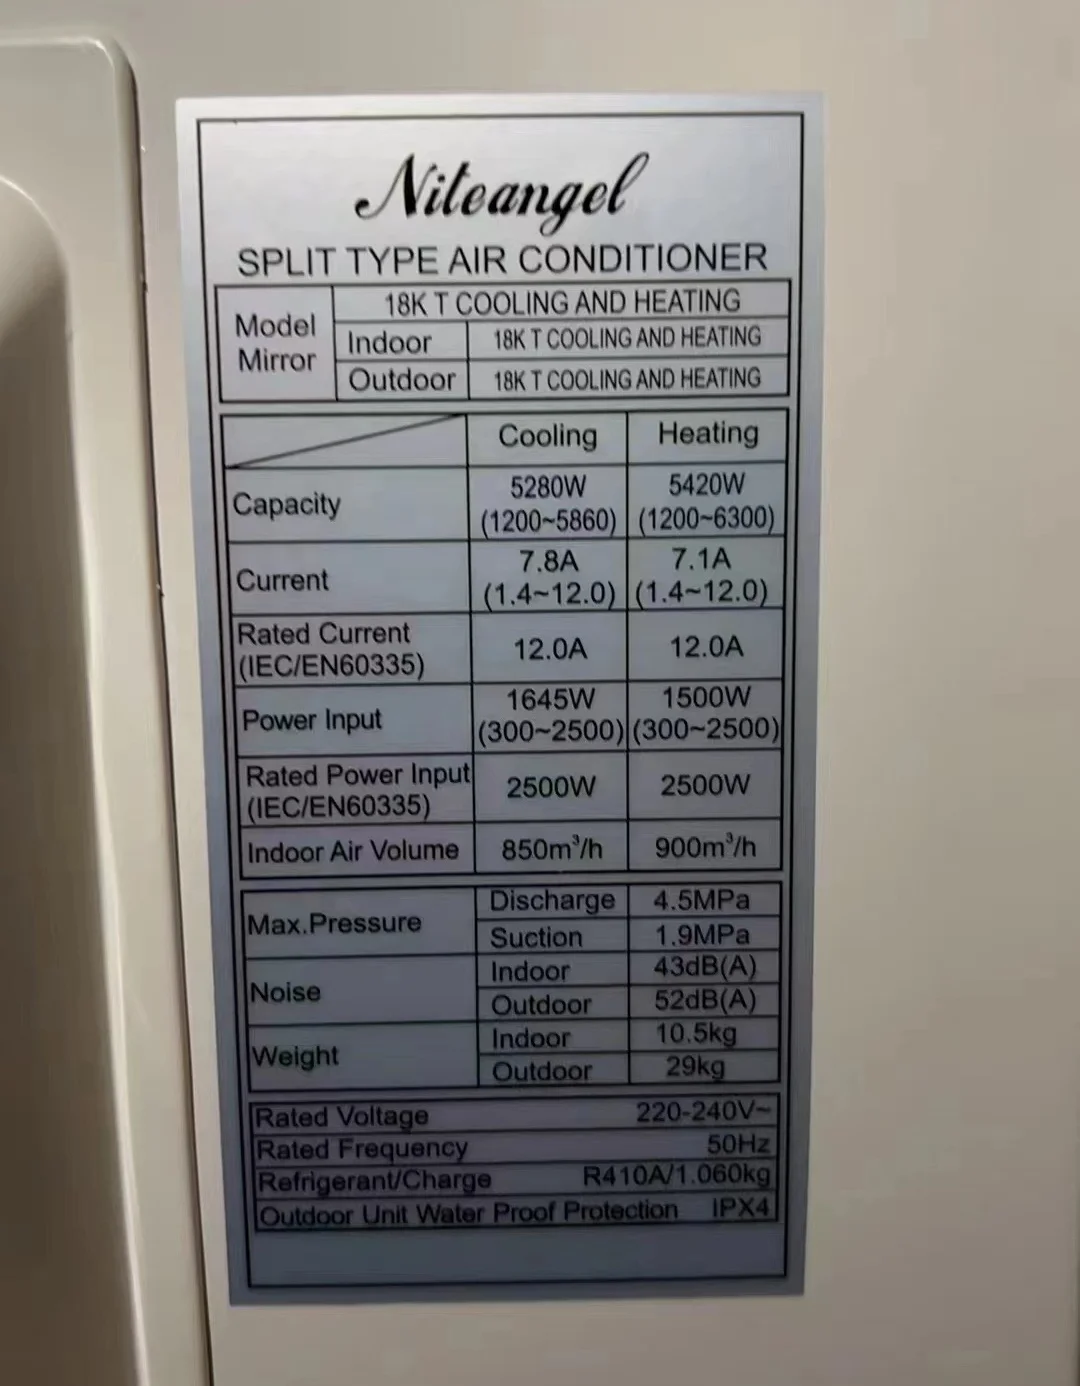 Niteangel
SPLIT TYPE AIR CONDITIONER
Model Mirror 18K T COOLING AND HEATING
Indoor 18K T COOLING AND HEATING
Outdoor 18K T COOLING AND HEATING
Cooling Heating
Capacity 5280W (1200~5860) 5420W (1200~6300)
Current 7.8A (1.4~12.0) 7.1A (1.4~12.0)
Rated Current (IEC/EN60335) 12.0A 12.0A
Power Input 1645W (300~2500) 1500W (300~2500)
Rated Power Input (IEC/EN60335) 2500W 2500W
Indoor Air Volume 850m³/h 900m³/h
Max.Pressure Discharge 4.5MPa
Suction 1.9MPa
Noise Indoor 43dB(A)
Outdoor 52dB(A)
Weight Indoor 10.5kg
Outdoor 29kg
Rated Voltage 220-240V~
Rated Frequency 50Hz
Refrigerant/Charge R410A/1.060kg
Outdoor Unit Water Proof Protection IPX4